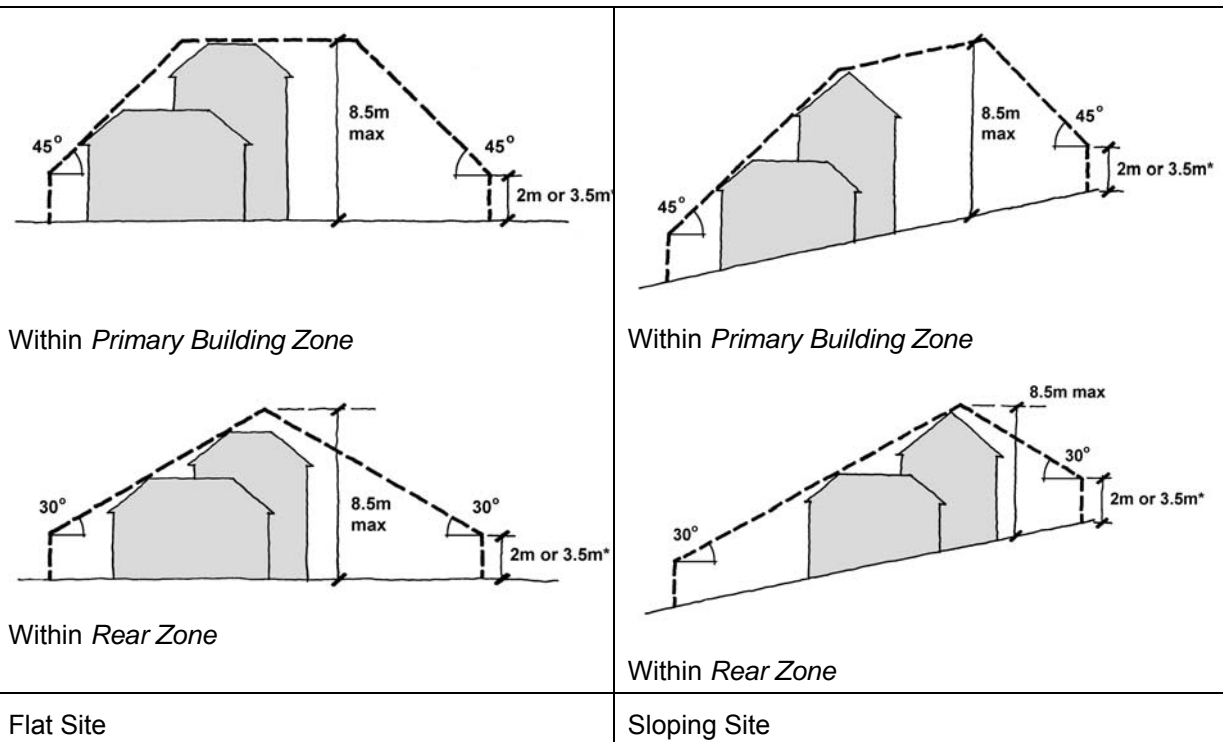 8.5m
max
45°
45°
2m or 3.5m*
Within Primary Building Zone
8.5m
max
45°
45°
2m or 3.5m*
Within Primary Building Zone
30°
8.5m
max
30°
2m or 3.5m*
Within Rear Zone
8.5m max
30°
30°
2m or 3.5m*
Within Rear Zone
Flat Site
Sloping Site